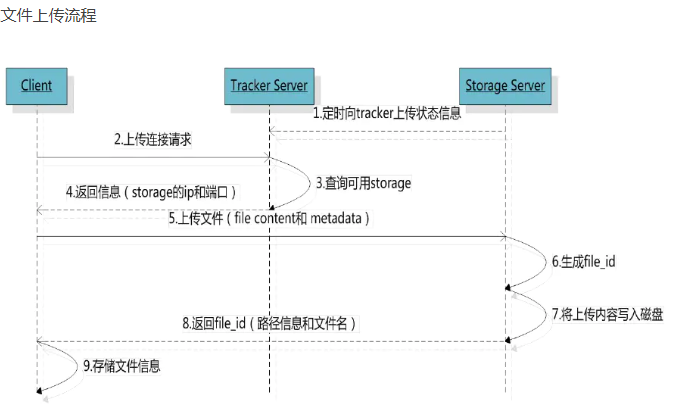 文件上传流程
Client
Tracker Server
Storage Server
1.定时向tracker上传状态信息
2.上传连接请求
3.查询可用storage
4.返回信息（storage的ip和端口）
5.上传文件（file content和 metadata）
6.生成file_id
7.将上传内容写入磁盘
8.返回file_id（路径信息和文件名）
9.存储文件信息